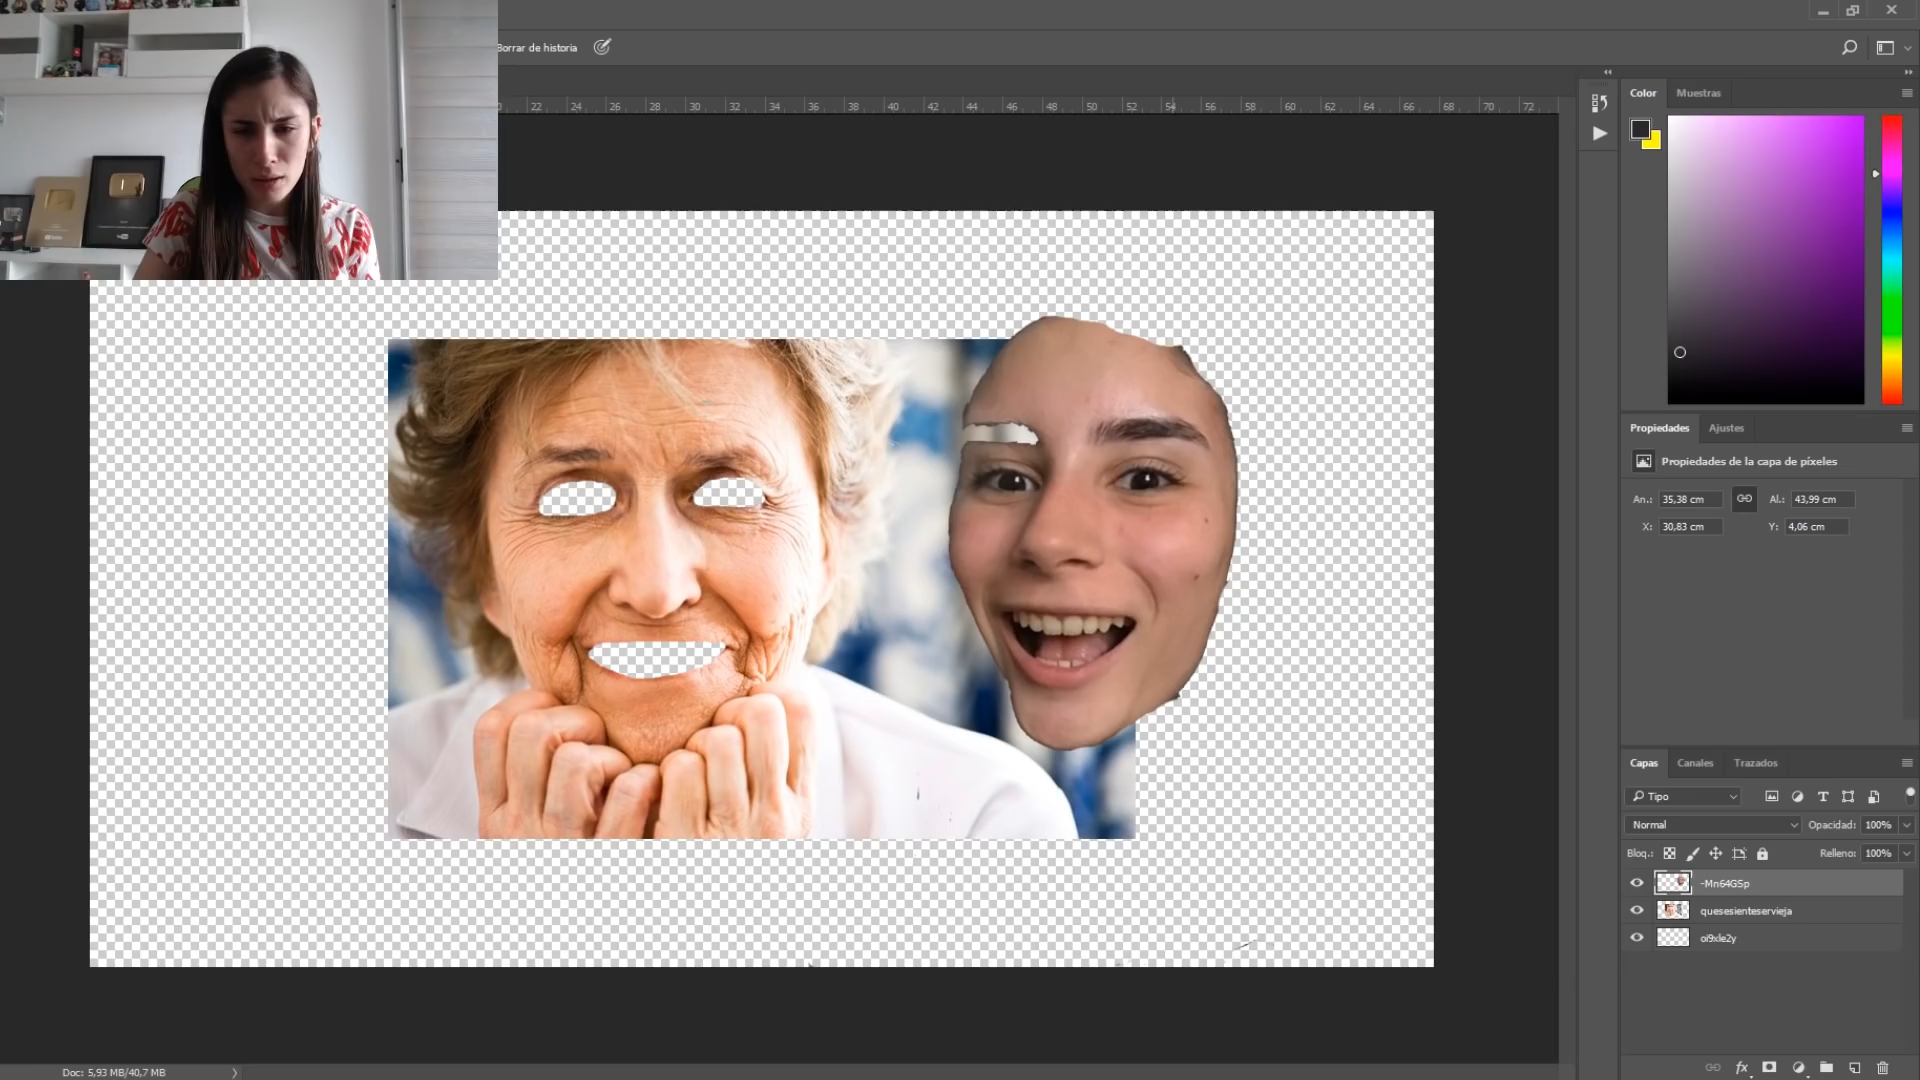 Borrar de historia
22 24 26 28 30 32 34 36 38 40 42 44 46 48 50 52 54 56 58 60 62 64 66 68 70 72
Color Muestras
Propiedades Ajustes
Propiedades de la capa de píxeles
An.: 35,38 cm Al.: 43,99 cm
X: 30,83 cm Y: 4,06 cm
Capas Canales Trazados
Tipo
Normal Opacidad: 100%
Bloq.: Relleno: 100%
-Mn64GSp
quesesienteservieja
oi9xle2y
fx
Doc: 5,93 MB/40,7 MB